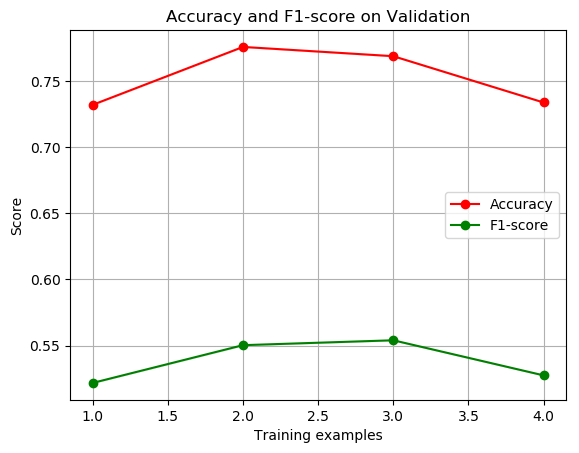 Accuracy and F1-score on Validation
Score
0.75
0.70
0.65
0.60
0.55
Accuracy
F1-score
1.0 1.5 2.0 2.5 3.0 3.5 4.0
Training examples